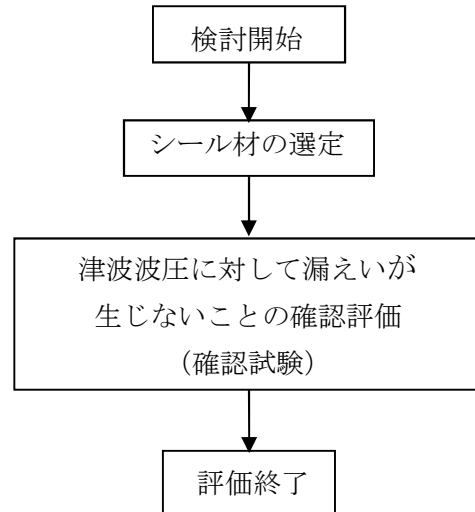 検討開始
シール材の選定
津波波圧に対して漏えいが
生じないことの確認評価
（確認試験）
評価終了